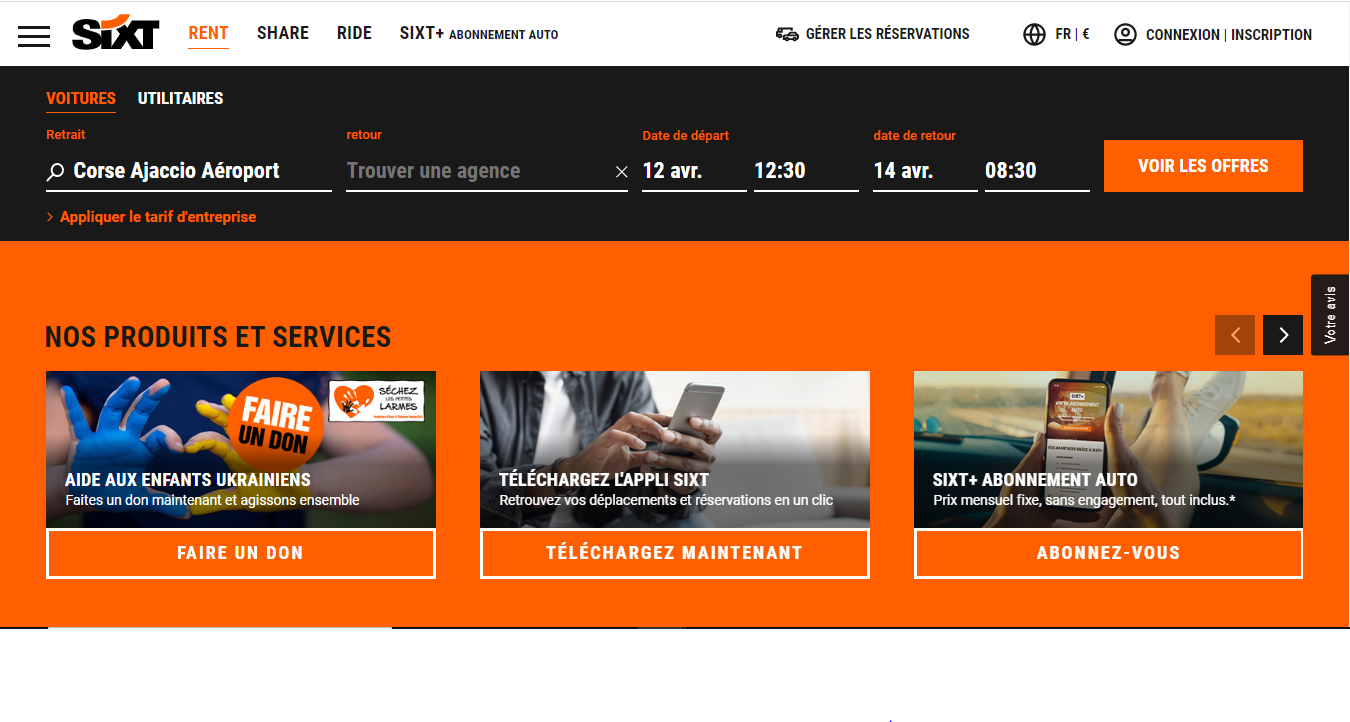 SIXT
RENT SHARE RIDE SIXT+ ABONNEMENT AUTO
GÉRER LES RÉSERVATIONS
FR | €
CONNEXION | INSCRIPTION
VOITURES UTILITAIRES
Retrait
retour
Date de départ
date de retour
Corse Ajaccio Aéroport
Trouver une agence
12 avr. 12:30
14 avr. 08:30
VOIR LES OFFRES
Appliquer le tarif d'entreprise
Votre avis
NOS PRODUITS ET SERVICES
FAIRE
UN DON
SÉCHEZ
LES PETITES
LARMES
AIDE AUX ENFANTS UKRAINIENS
Faites un don maintenant et agissons ensemble
FAIRE UN DON
TÉLÉCHARGEZ L'APPLI SIXT
Retrouvez vos déplacements et réservations en un clic
TÉLÉCHARGEZ MAINTENANT
SIXT+
VOTRE ABONNEMENT
AUTO
SIXT+ ABONNEMENT AUTO
Prix mensuel fixe, sans engagement, tout inclus.*
ABONNEZ-VOUS